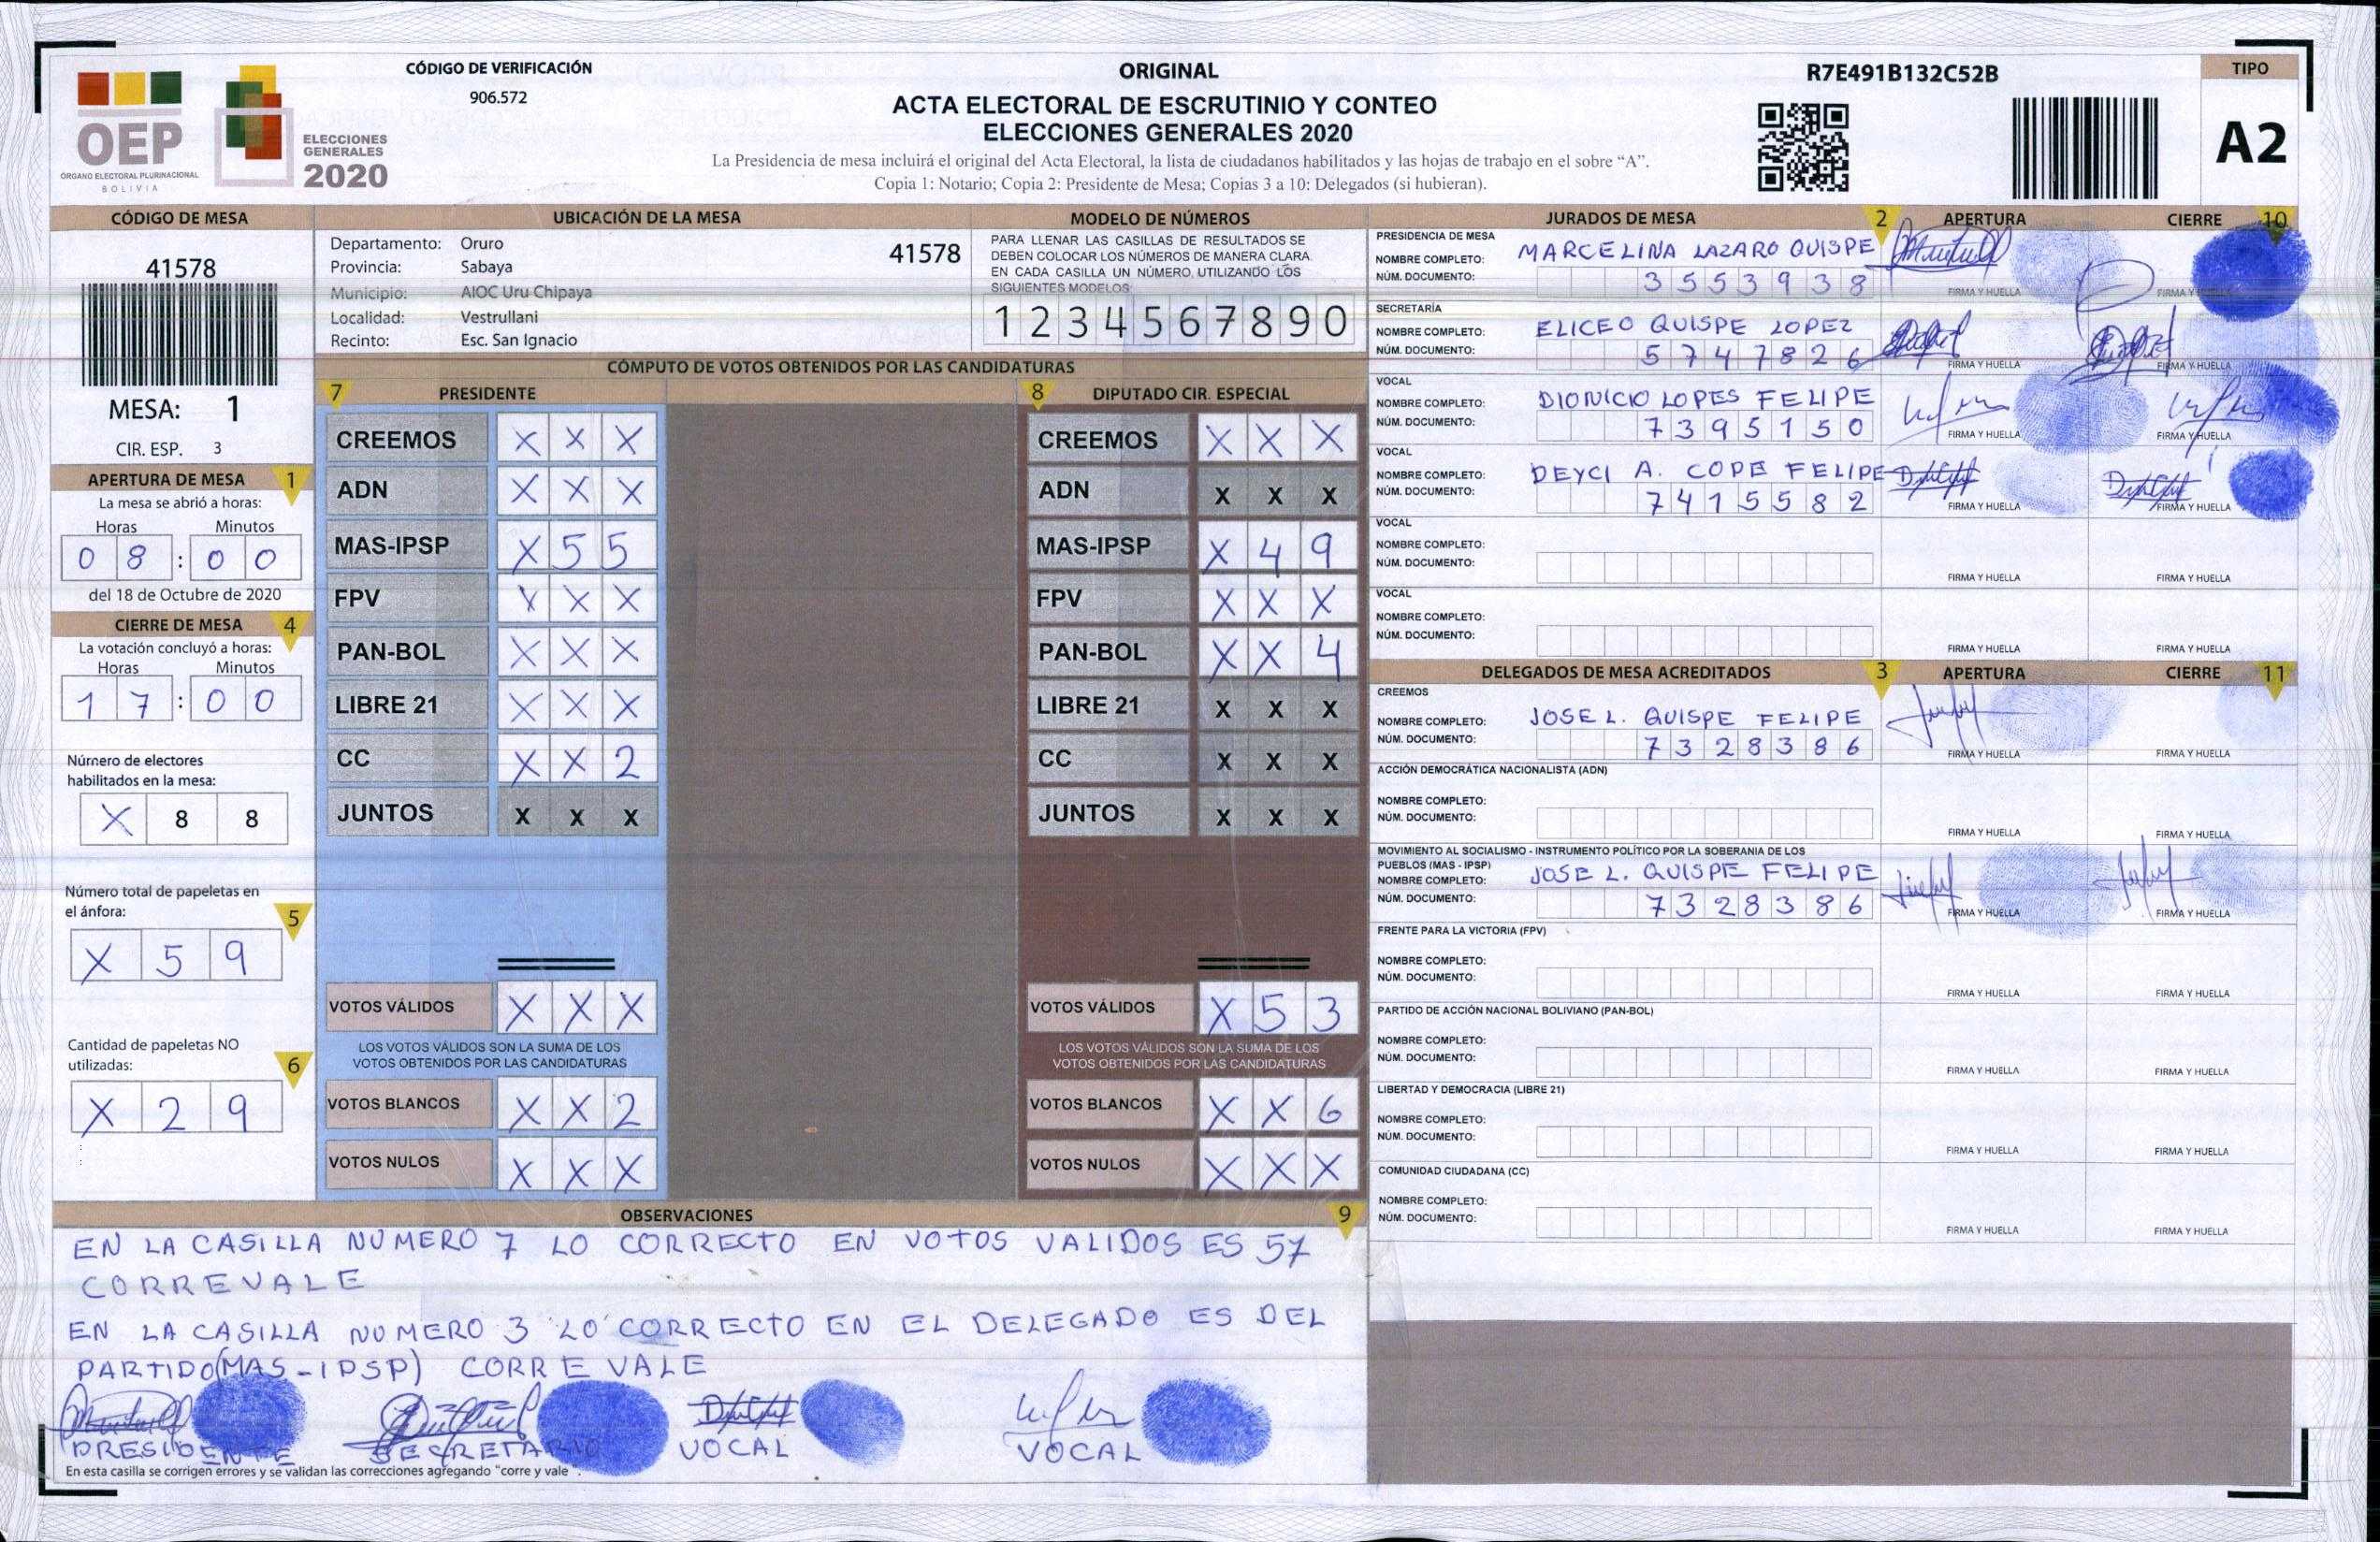 OEP
ÓRGANO ELECTORAL PLURINACIONAL
BOLIVIA
ELECCIONES
GENERALES
2020
CÓDIGO DE VERIFICACIÓN
906.572
ORIGINAL
ACTA ELECTORAL DE ESCRUTINIO Y CONTEO
ELECCIONES GENERALES 2020
La Presidencia de mesa incluirá el original del Acta Electoral, la lista de ciudadanos habilitados y las hojas de trabajo en el sobre “A”.
Copia 1: Notario; Copia 2: Presidente de Mesa; Copias 3 a 10: Delegados (si hubieran).
R7E491B132C52B
TIPO
A2
CÓDIGO DE MESA
41578
MESA: 1
CIR. ESP. 3
APERTURA DE MESA 1
La mesa se abrió a horas:
Horas Minutos
0 8 : 0 0
del 18 de Octubre de 2020
CIERRE DE MESA 4
La votación concluyó a horas:
Horas Minutos
1 7 : 0 0
Número de electores
habilitados en la mesa:
X 8 8
Número total de papeletas en
el ánfora:
5
X 5 9
Cantidad de papeletas NO
utilizadas:
6
X 2 9
UBICACIÓN DE LA MESA
Departamento: Oruro 41578
Provincia: Sabaya
Municipio: AIOC Uru Chipaya
Localidad: Vestrullani
Recinto: Esc. San Ignacio
MODELO DE NÚMEROS
PARA LLENAR LAS CASILLAS DE RESULTADOS SE
DEBEN COLOCAR LOS NÚMEROS DE MANERA CLARA.
EN CADA CASILLA UN NÚMERO, UTILIZANDO LOS
SIGUIENTES MODELOS:
1 2 3 4 5 6 7 8 9 0
CÓMPUTO DE VOTOS OBTENIDOS POR LAS CANDIDATURAS
7 PRESIDENTE
CREEMOS X X X
ADN X X X
MAS-IPSP X 5 5
FPV X X X
PAN-BOL X X X
LIBRE 21 X X X
CC X X 2
JUNTOS X X X
VOTOS VÁLIDOS X X X
LOS VOTOS VÁLIDOS SON LA SUMA DE LOS
VOTOS OBTENIDOS POR LAS CANDIDATURAS
VOTOS BLANCOS X X 2
VOTOS NULOS X X X
8 DIPUTADO CIR. ESPECIAL
CREEMOS X X X
ADN X X X
MAS-IPSP X 4 9
FPV X X X
PAN-BOL X X 4
LIBRE 21 X X X
CC X X X
JUNTOS X X X
VOTOS VÁLIDOS X 5 3
LOS VOTOS VÁLIDOS SON LA SUMA DE LOS
VOTOS OBTENIDOS POR LAS CANDIDATURAS
VOTOS BLANCOS X X 6
VOTOS NULOS X X X
OBSERVACIONES 9
EN LA CASILLA NUMERO 7 LO CORRECTO EN VOTOS VALIDOS ES 57
CORREVALE
EN LA CASILLA NUMERO 3 LO CORRECTO EN EL DELEGADO ES DEL
PARTIDO(MAS-IPSP) CORRE VALE
PRESIDENTE SECRETARIO VOCAL VOCAL
En esta casilla se corrigen errores y se validan las correcciones agregando "corre y vale".
JURADOS DE MESA 2 APERTURA CIERRE 10
PRESIDENCIA DE MESA
NOMBRE COMPLETO: MARCELINA LAZARO QUISPE
NÚM. DOCUMENTO: 3553938
FIRMA Y HUELLA FIRMA Y HUELLA
SECRETARÍA
NOMBRE COMPLETO: ELICEO QUISPE LOPEZ
NÚM. DOCUMENTO: 5747826
FIRMA Y HUELLA FIRMA Y HUELLA
VOCAL
NOMBRE COMPLETO: DIONICIO LOPES FELIPE
NÚM. DOCUMENTO: 7395150
FIRMA Y HUELLA FIRMA Y HUELLA
VOCAL
NOMBRE COMPLETO: DEYCI A. COPE FELIPE
NÚM. DOCUMENTO: 7415582
FIRMA Y HUELLA FIRMA Y HUELLA
VOCAL
NOMBRE COMPLETO:
NÚM. DOCUMENTO:
FIRMA Y HUELLA FIRMA Y HUELLA
VOCAL
NOMBRE COMPLETO:
NÚM. DOCUMENTO:
FIRMA Y HUELLA FIRMA Y HUELLA
DELEGADOS DE MESA ACREDITADOS 3 APERTURA CIERRE 11
CREEMOS
NOMBRE COMPLETO: JOSE L. QUISPE FELIPE
NÚM. DOCUMENTO: 7328386
FIRMA Y HUELLA FIRMA Y HUELLA
ACCIÓN DEMOCRÁTICA NACIONALISTA (ADN)
NOMBRE COMPLETO:
NÚM. DOCUMENTO:
FIRMA Y HUELLA FIRMA Y HUELLA
MOVIMIENTO AL SOCIALISMO - INSTRUMENTO POLÍTICO POR LA SOBERANIA DE LOS
PUEBLOS (MAS - IPSP)
NOMBRE COMPLETO: JOSE L. QUISPE FELIPE
NÚM. DOCUMENTO: 7328386
FIRMA Y HUELLA FIRMA Y HUELLA
FRENTE PARA LA VICTORIA (FPV)
NOMBRE COMPLETO:
NÚM. DOCUMENTO:
FIRMA Y HUELLA FIRMA Y HUELLA
PARTIDO DE ACCIÓN NACIONAL BOLIVIANO (PAN-BOL)
NOMBRE COMPLETO:
NÚM. DOCUMENTO:
FIRMA Y HUELLA FIRMA Y HUELLA
LIBERTAD Y DEMOCRACIA (LIBRE 21)
NOMBRE COMPLETO:
NÚM. DOCUMENTO:
FIRMA Y HUELLA FIRMA Y HUELLA
COMUNIDAD CIUDADANA (CC)
NOMBRE COMPLETO:
NÚM. DOCUMENTO:
FIRMA Y HUELLA FIRMA Y HUELLA